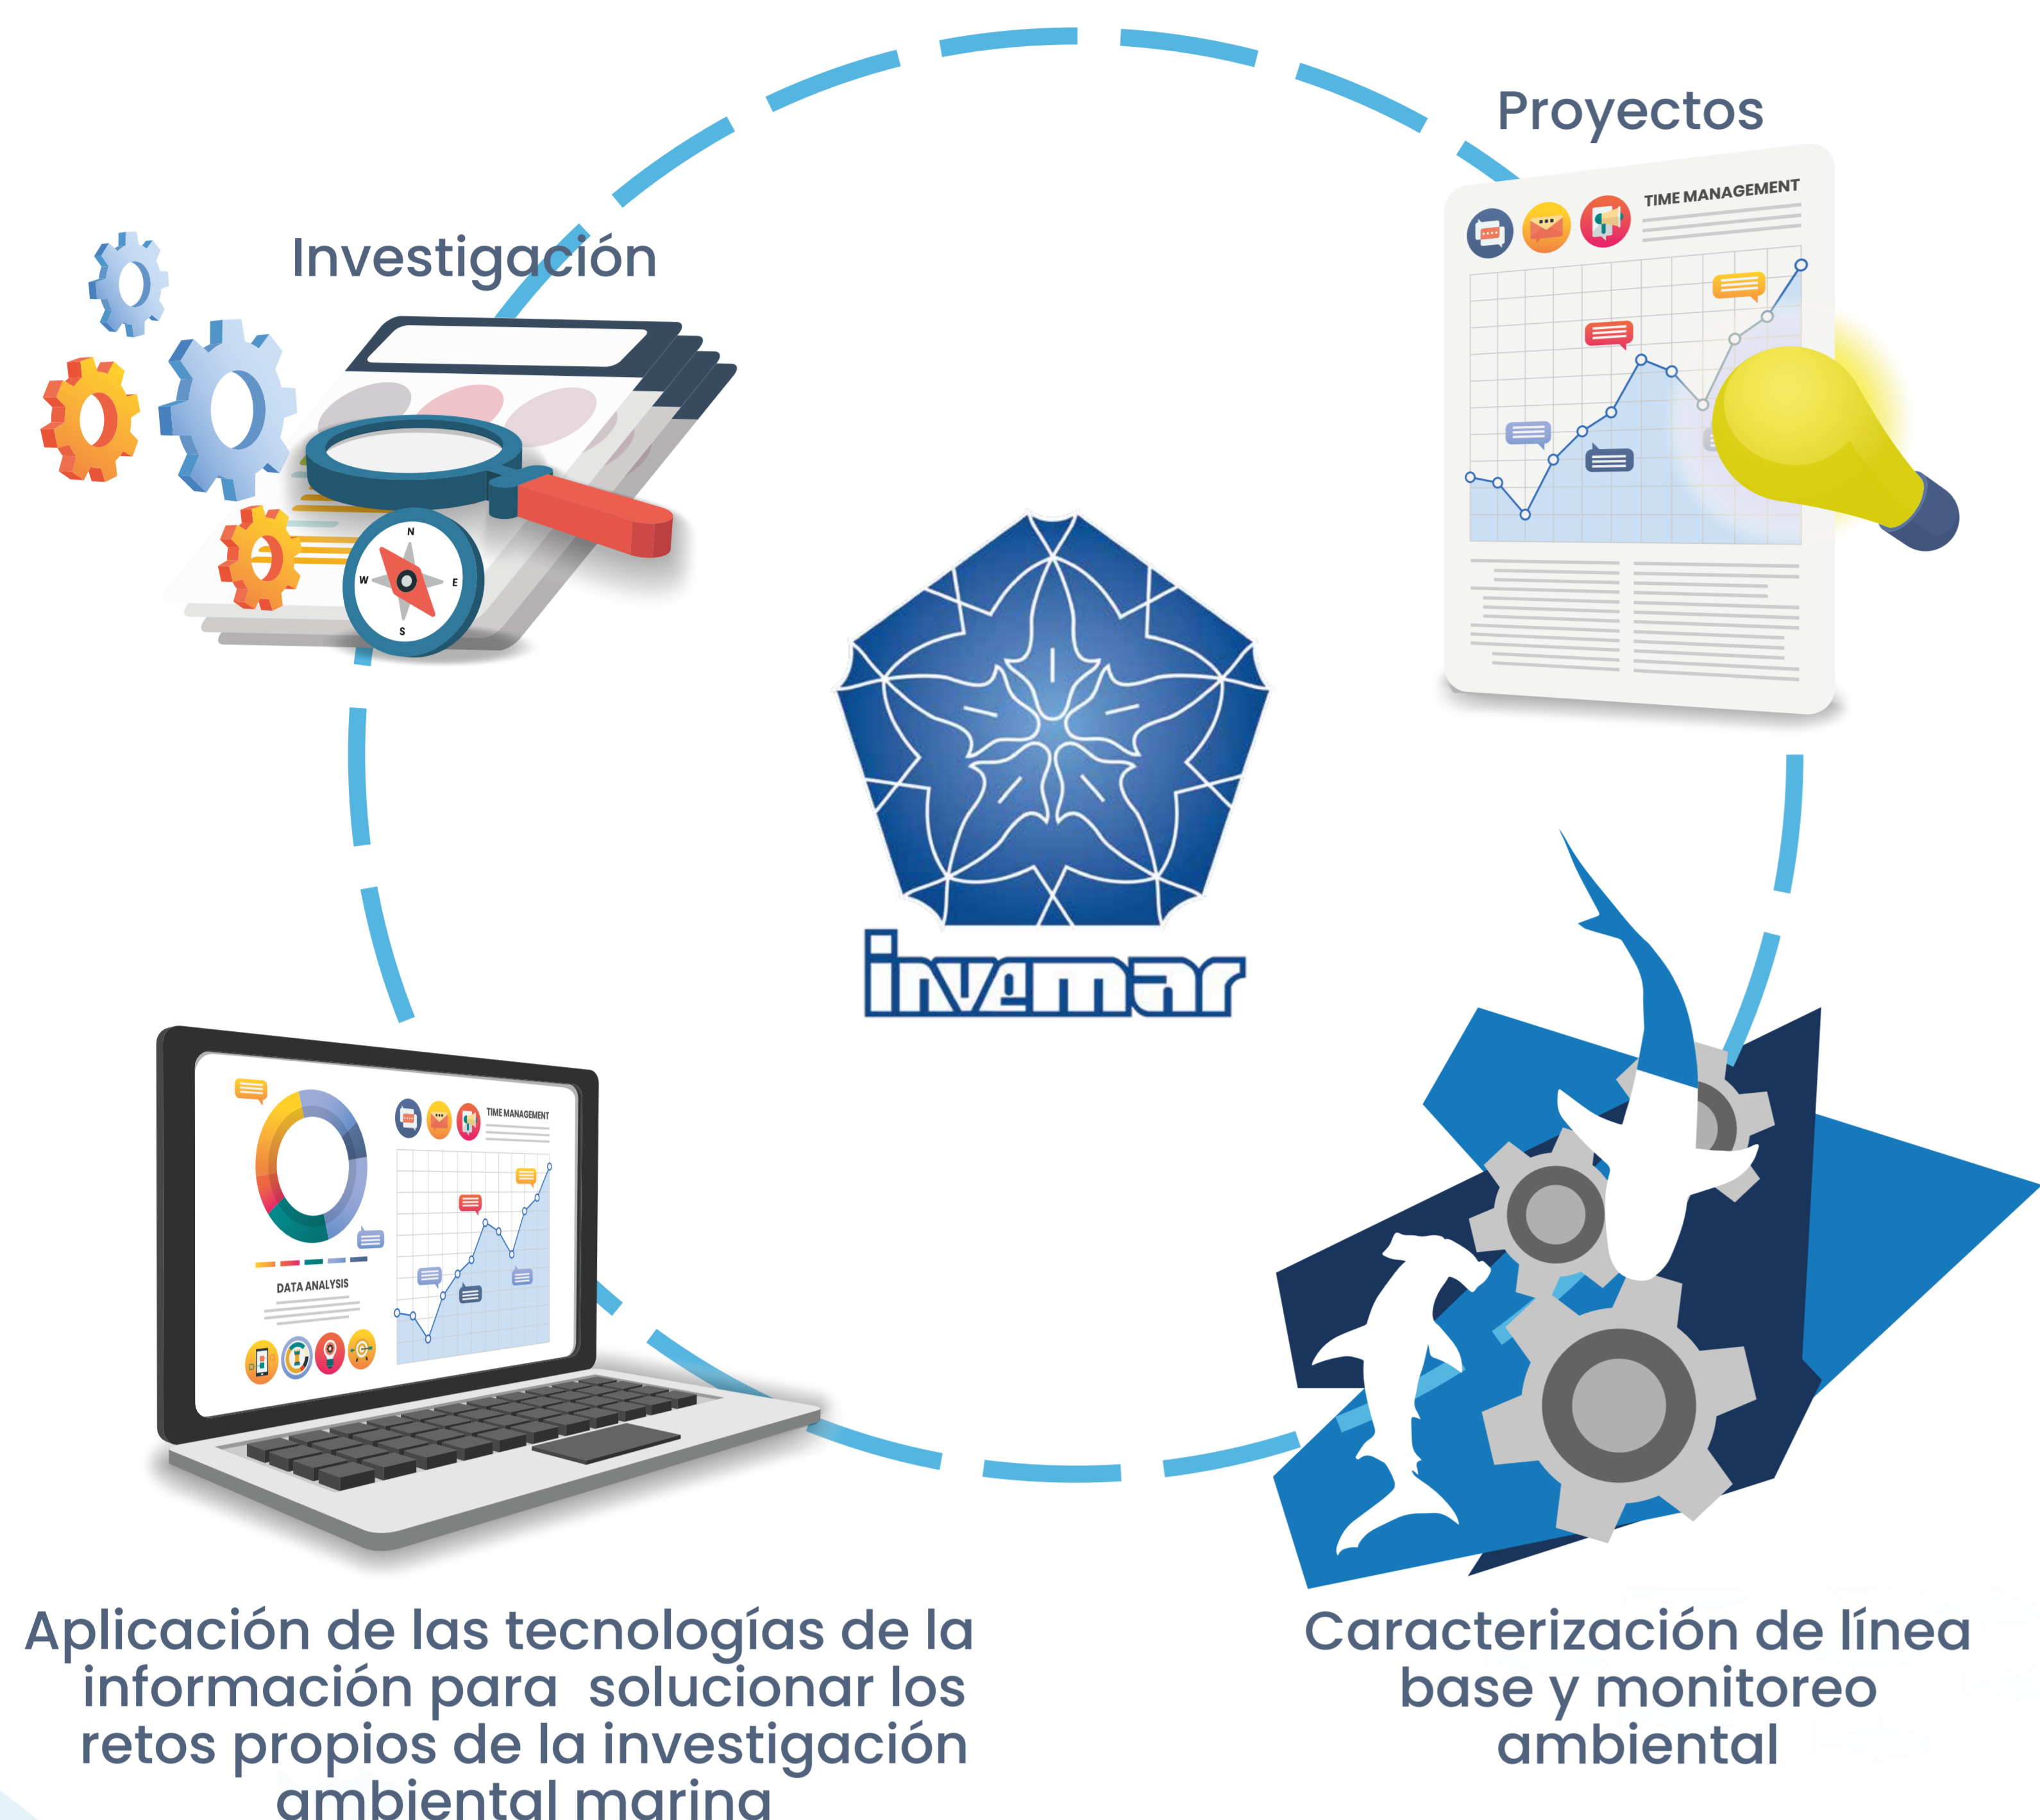 Proyectos
TIME MANAGEMENT
Investigación
N
W
E
S
invemar
TIME MANAGEMENT
DATA ANALYSIS
Aplicación de las tecnologías de la
información para solucionar los
retos propios de la investigación
ambiental marina
Caracterización de línea
base y monitoreo
ambiental